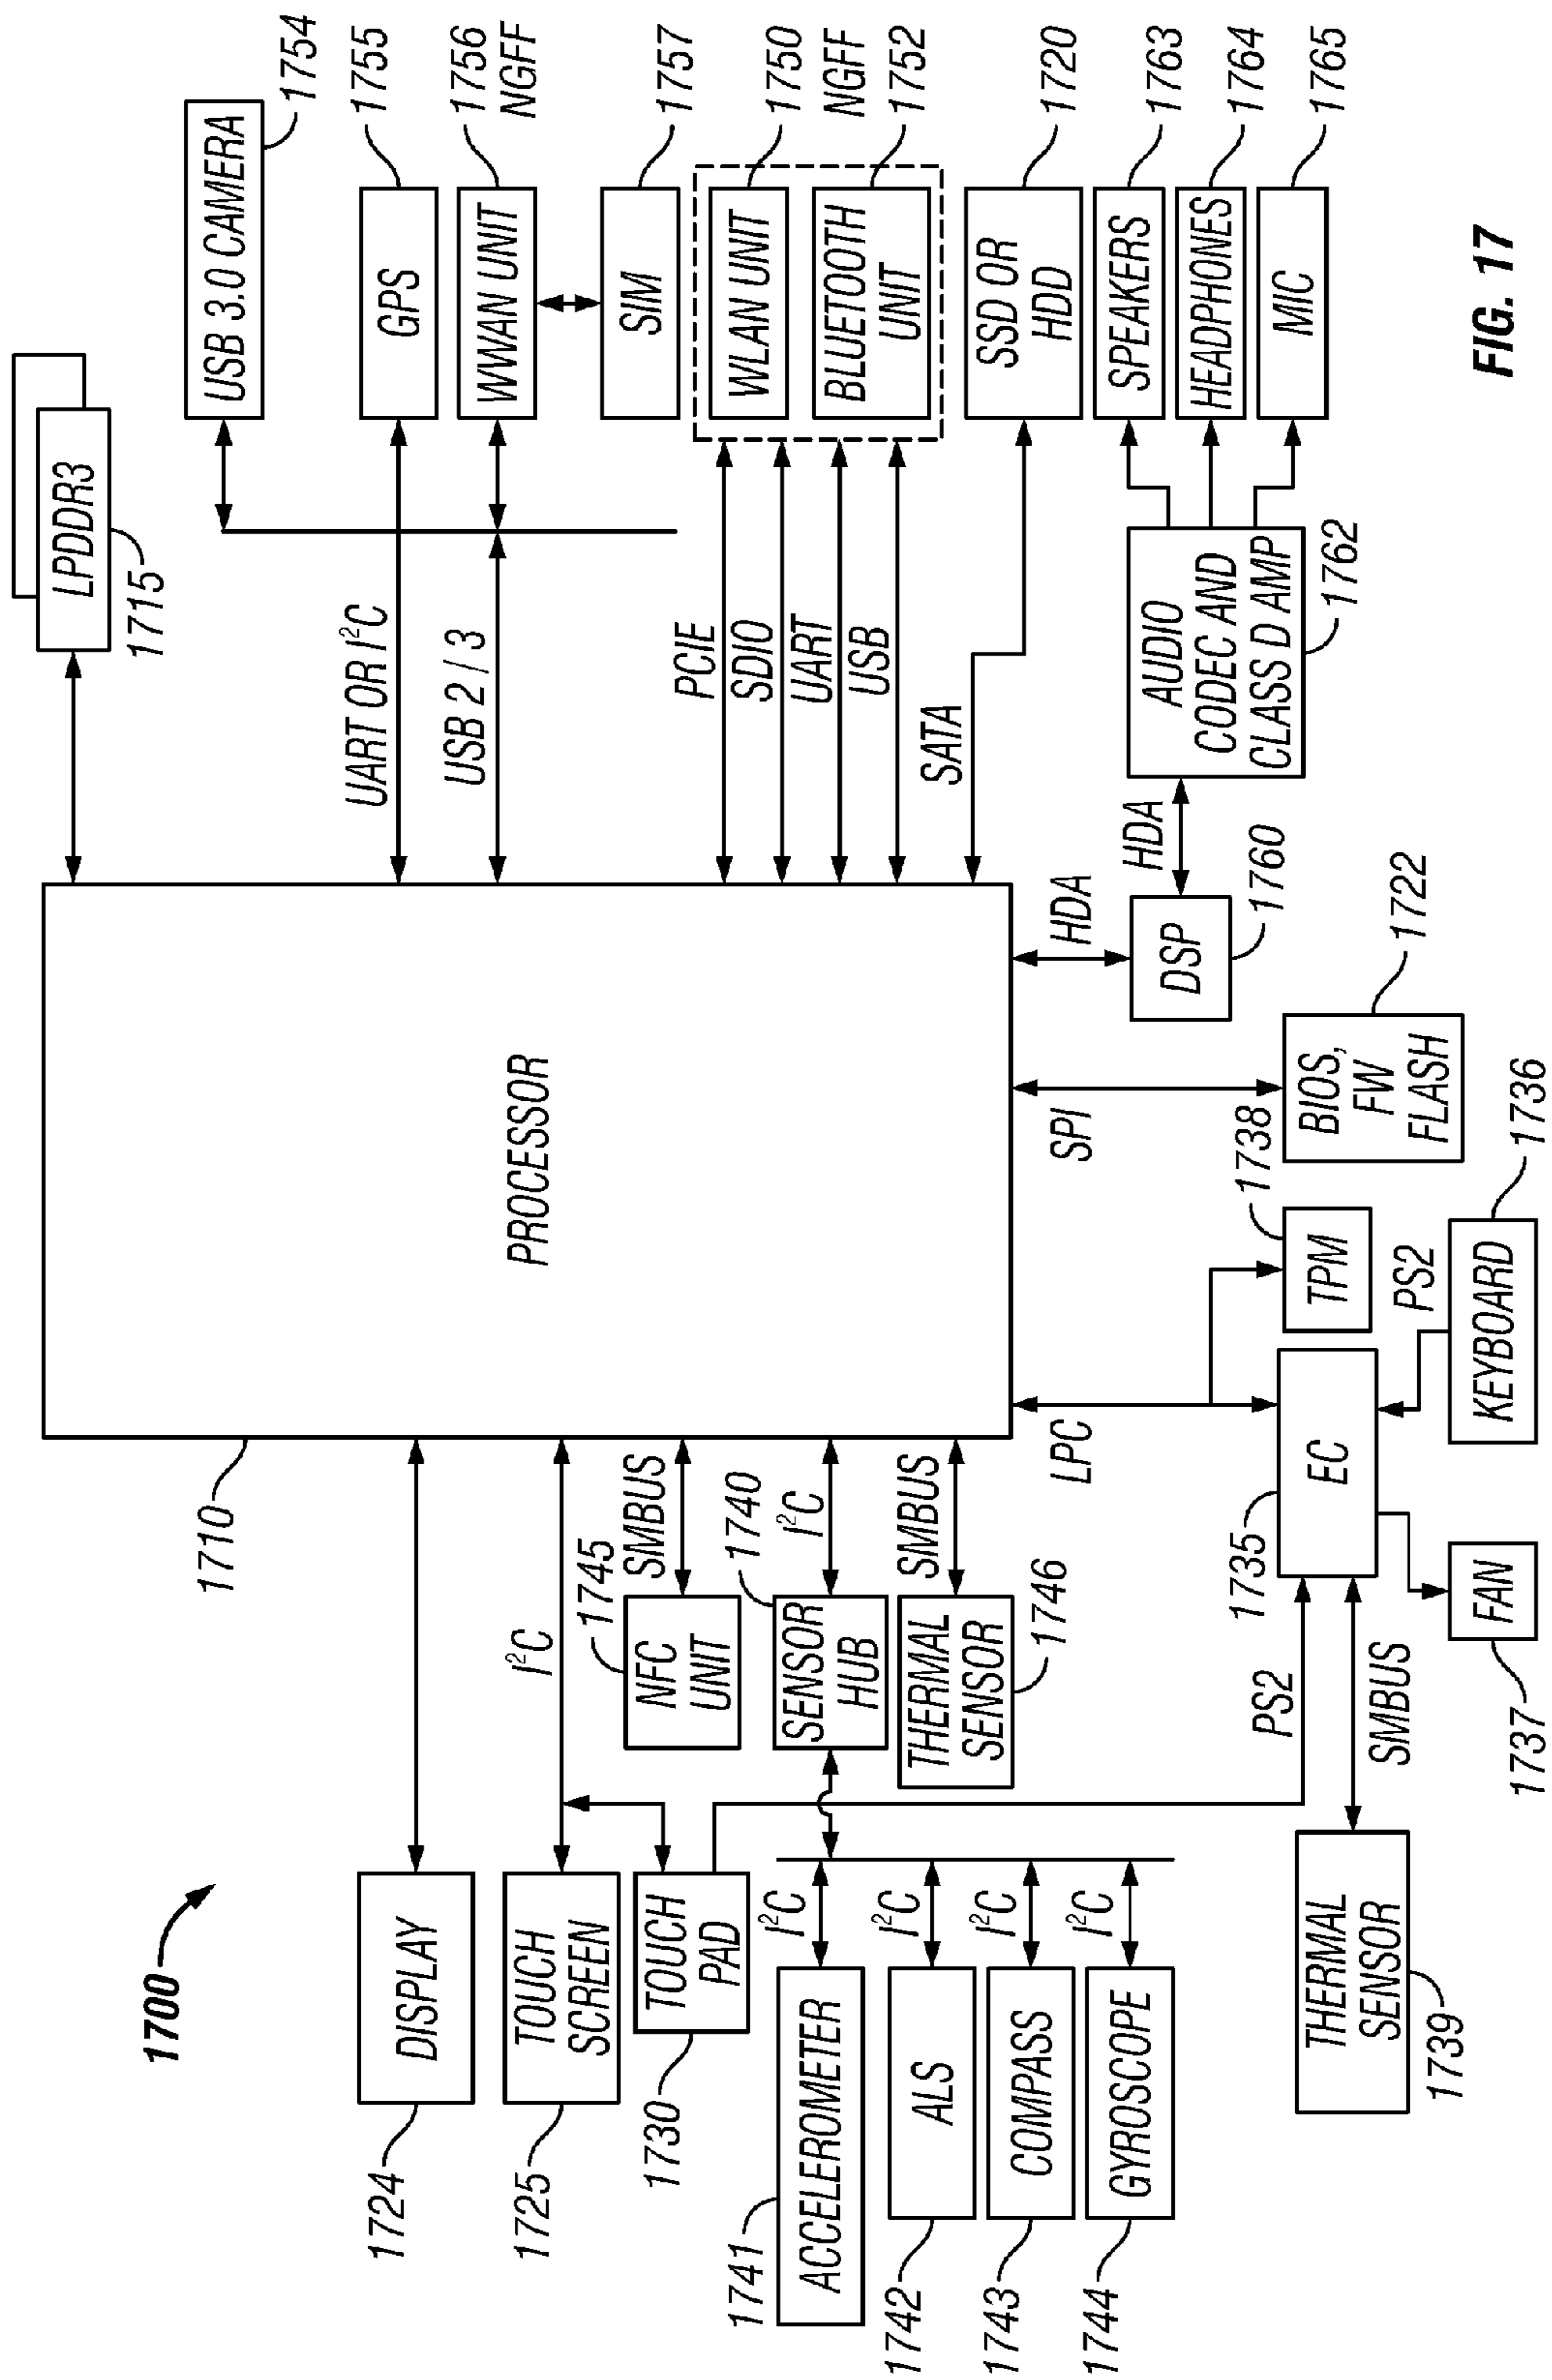 1700
LPDDR3
1715
1710
PROCESSOR
DISPLAY
1724
I²C
TOUCH
SCREEN
1725
TOUCH
PAD
1730
SMBUS
1745
NFC
UNIT
1740
I²C
SENSOR
HUB
SMBUS
THERMAL
SENSOR
1746
I²C
ACCELEROMETER
1741
I²C
ALS
1742
I²C
COMPASS
1743
I²C
GYROSCOPE
1744
UART OR I²C
USB 2 / 3
USB 3.0 CAMERA
1754
GPS
1755
WWAN UNIT
1756
NGFF
SIM
1757
PCIE
SDIO
UART
USB
WLAN UNIT
1750
NGFF
BLUETOOTH
UNIT
1752
SATA
SSD OR
HDD
1720
SPEAKERS
1763
HEADPHONES
1764
MIC
1765
AUDIO
CODEC AND
CLASS D AMP
1762
HDA
HDA
DSP
1760
SPI
BIOS,
FW
FLASH
1722
LPC
1738
TPM
PS2
KEYBOARD
1736
EC
1735
PS2
SMBUS
FAN
1737
THERMAL
SENSOR
1739
FIG. 17